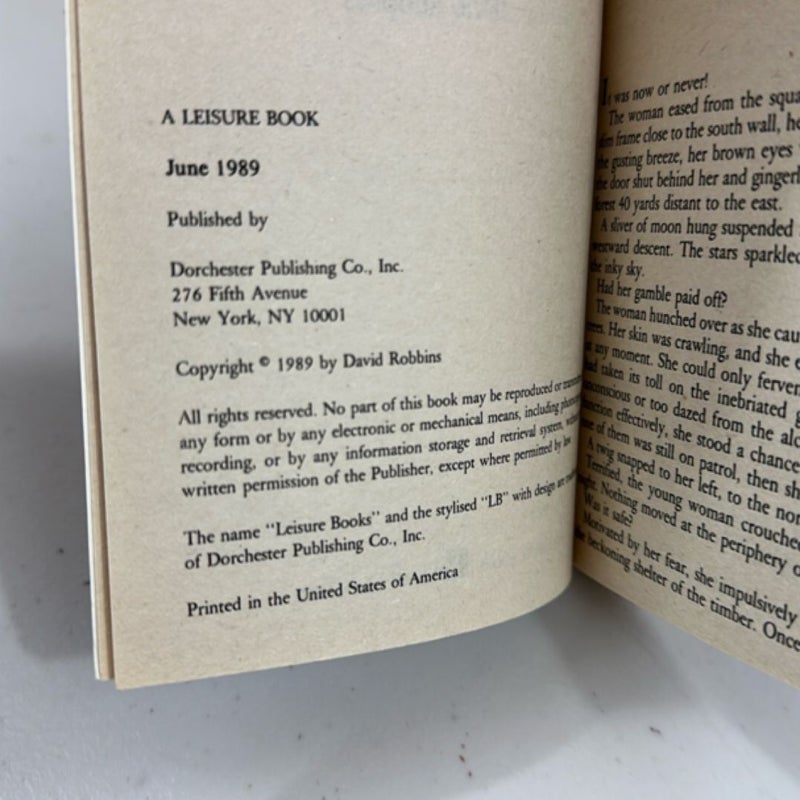 A LEISURE BOOK
June 1989
Published by
Dorchester Publishing Co., Inc.
276 Fifth Avenue
New York, NY 10001
Copyright © 1989 by David Robbins
All rights reserved. No part of this book may be reproduced or
any form or by any electronic or mechanical means, including
recording, or by any information storage and retrieval system,
written permission of the Publisher, except where permitted by law
The name "Leisure Books" and the stylised "LB" with design are
of Dorchester Publishing Co., Inc.
Printed in the United States of America
It was now or never!
The woman eased from the
frame close to the south wall,
gusting breeze, her brown eyes
the door shut behind her and
forest 40 yards distant to the east.
A sliver of moon hung suspended
westward descent. The stars sparkled
the inky sky.
Had her gamble paid off?
The woman hunched over as she
trees. Her skin was crawling, and she
any moment. She could only
had taken its toll on the inebriated
unconscious or too dazed from the
function effectively, she stood a chance
of them was still on patrol, then
A twig snapped to her left, to the
Terrified, the young woman crouched
Nothing moved at the periphery
Was it safe?
Motivated by her fear, she impulsively
beckoning shelter of the timber. Once